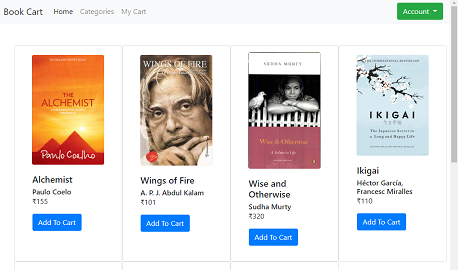 Book Cart Home Categories My Cart Account
THE
ALCHEMIST
Paulo Coelho
Alchemist
Paulo Coelo
₹155
Add To Cart
WINGS OF FIRE
Wings of Fire
A. P. J. Abdul Kalam
₹101
Add To Cart
SUDHA MURTY
Wise & Otherwise
A Salute to Life
Wise and
Otherwise
Sudha Murty
₹320
Add To Cart
IKIGAI
The Japanese Secret to
a Long and Happy Life
Ikigai
Héctor García,
Francesc Miralles
₹110
Add To Cart